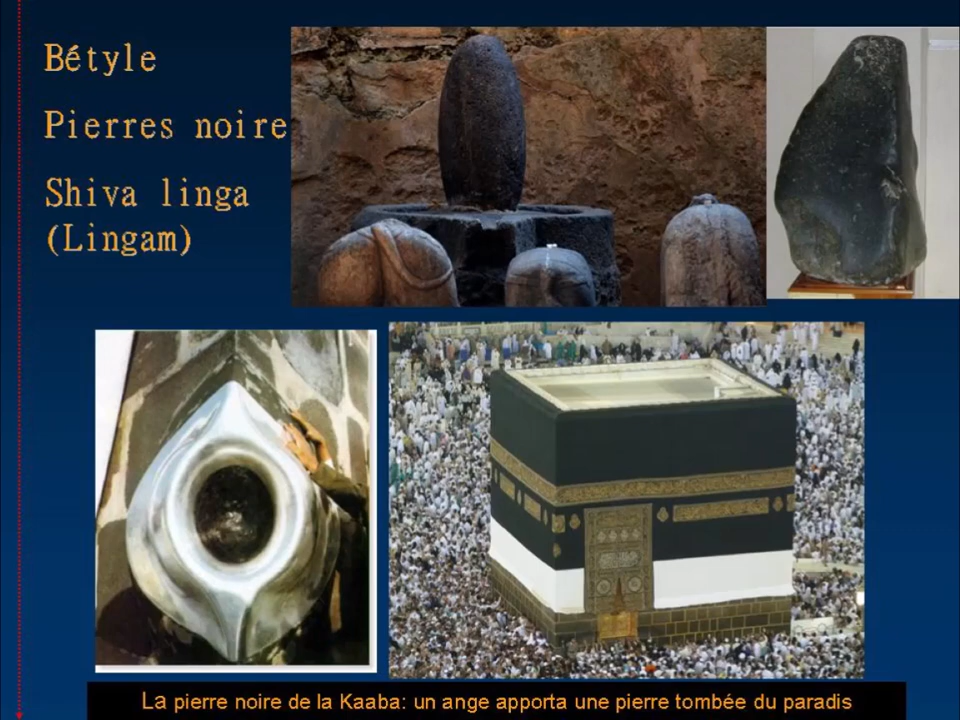 Bétyle
Pierres noire
Shiva linga
(Lingam)
La pierre noire de la Kaaba: un ange apporta une pierre tombée du paradis